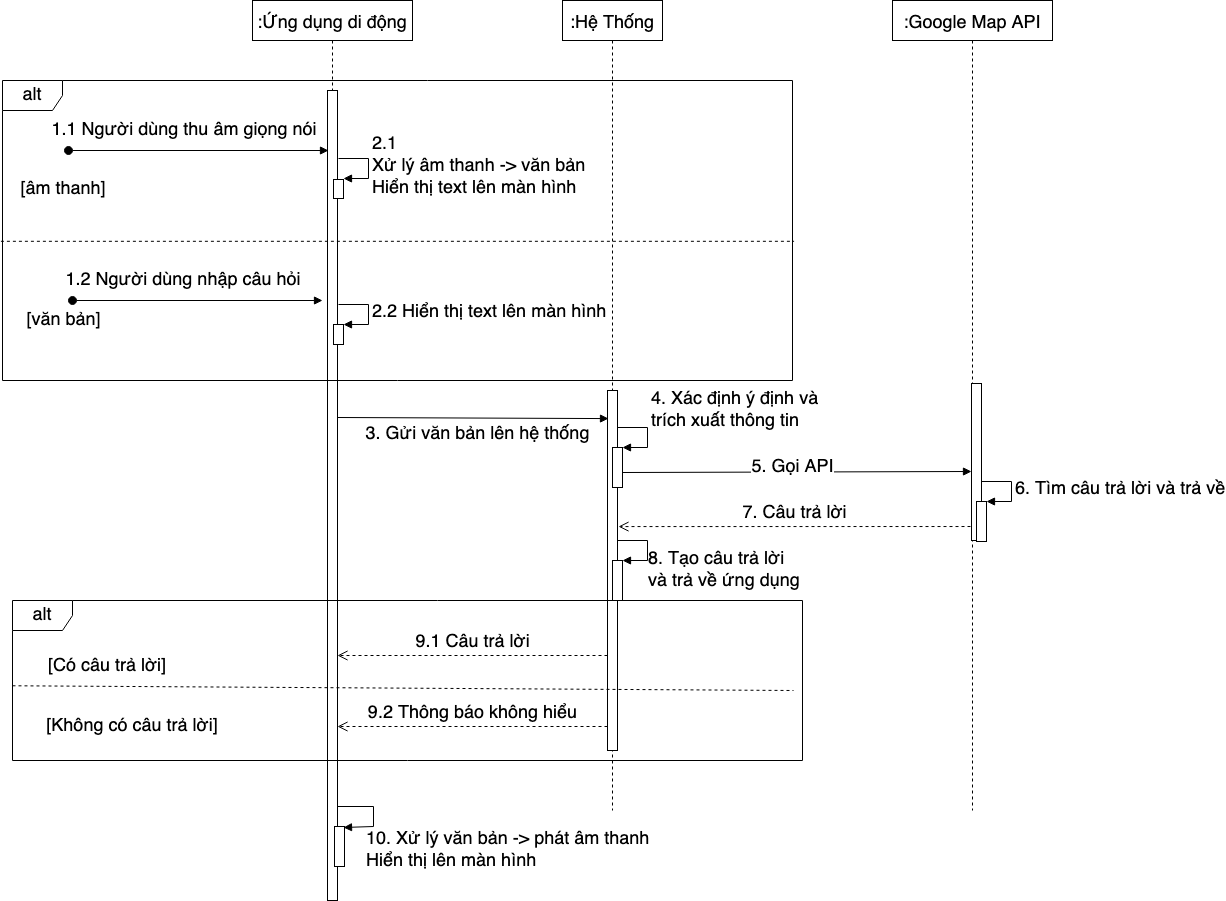 :Ứng dụng di động
:Hệ Thống
:Google Map API
alt
1.1 Người dùng thu âm giọng nói
2.1
Xử lý âm thanh -> văn bản
Hiển thị text lên màn hình
[âm thanh]
1.2 Người dùng nhập câu hỏi
2.2 Hiển thị text lên màn hình
[văn bản]
4. Xác định ý định và
trích xuất thông tin
3. Gửi văn bản lên hệ thống
5. Gọi API
6. Tìm câu trả lời và trả về
7. Câu trả lời
8. Tạo câu trả lời
và trả về ứng dụng
alt
9.1 Câu trả lời
[Có câu trả lời]
9.2 Thông báo không hiểu
[Không có câu trả lời]
10. Xử lý văn bản -> phát âm thanh
Hiển thị lên màn hình